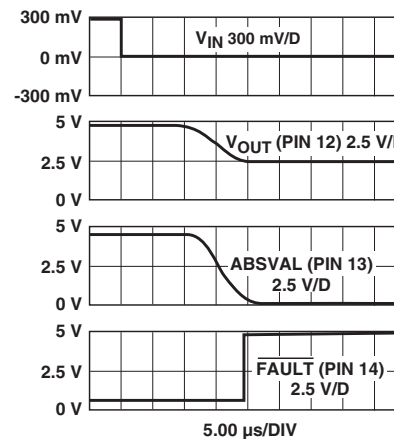 300 mV
V_IN 300 mV/D
0 mV
-300 mV
5 V
V_OUT (PIN 12) 2.5 V/
2.5 V
0 V
5 V
2.5 V
ABSVAL (PIN 13)
2.5 V/D
0 V
5 V
2.5 V
FAULT (PIN 14)
2.5 V/D
0 V
5.00 µs/DIV